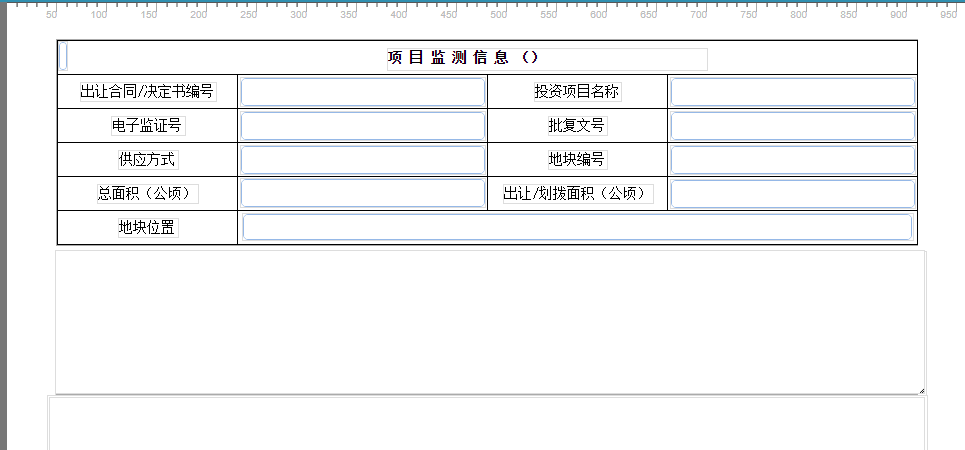 50 100 150 200 250 300 350 400 450 500 550 600 650 700 750 800 850 900 950
项目监测信息（）
出让合同/决定书编号 投资项目名称
电子监证号 批复文号
供应方式 地块编号
总面积（公顷） 出让/划拨面积（公顷）
地块位置